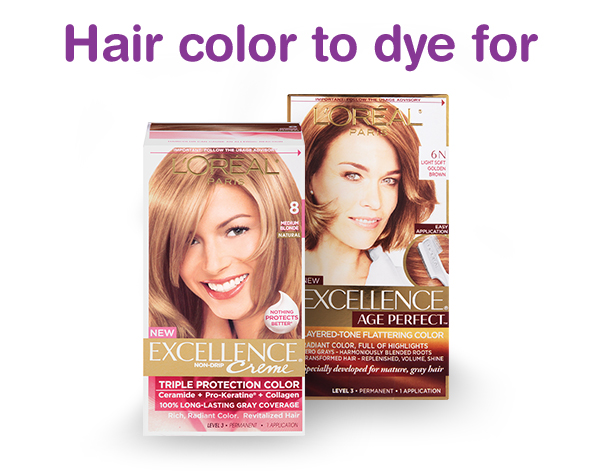 Hair color to dye for
IMPORTANT: FOLLOW THE USAGE ADVISORY
L'ORÉAL
PARIS
8
MEDIUM
BLONDE
NATURAL
NOTHING
PROTECTS
BETTER
NEW
EXCELLENCE
NON-DRIP Creme
TRIPLE PROTECTION COLOR
Ceramide + Pro-Keratine + Collagen
100% LONG-LASTING GRAY COVERAGE
Rich, Radiant Color. Revitalized Hair
LEVEL 3 • PERMANENT • 1 APPLICATION
IMPORTANT: FOLLOW THE USAGE ADVISORY
L'ORÉAL
PARIS
6N
LIGHT SOFT
GOLDEN
BROWN
EASY
APPLICATION
NEW
EXCELLENCE
AGE PERFECT.
LAYERED-TONE FLATTERING COLOR
RADIANT COLOR, FULL OF HIGHLIGHTS
ZERO GRAYS - HARMONIOUSLY BLENDED ROOTS
TRANSFORMED HAIR - REPLENISHED, VOLUME, SHINE
Specially developed for mature, gray hair
LEVEL 3 • PERMANENT • 1 APPLICATION